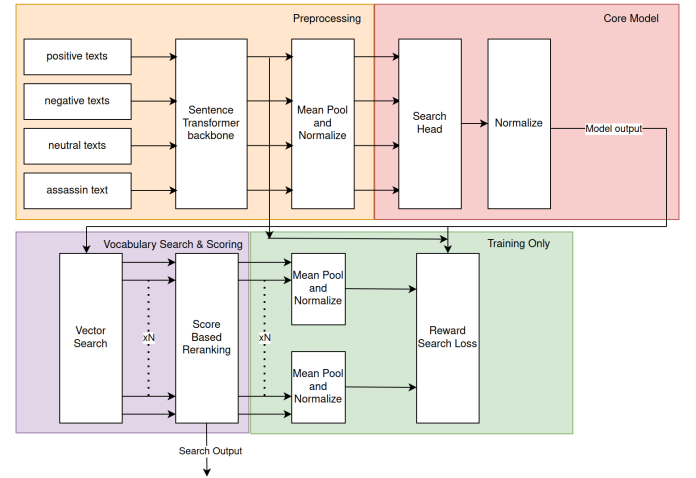 Preprocessing
Core Model
positive texts
negative texts
neutral texts
assassin text
Sentence
Transformer
backbone
Mean Pool
and
Normalize
Search
Head
Normalize
Model output
Vocabulary Search & Scoring
Training Only
Vector
Search
xN
Score
Based
Reranking
xN
Mean Pool
and
Normalize
Mean Pool
and
Normalize
Reward
Search Loss
Search Output